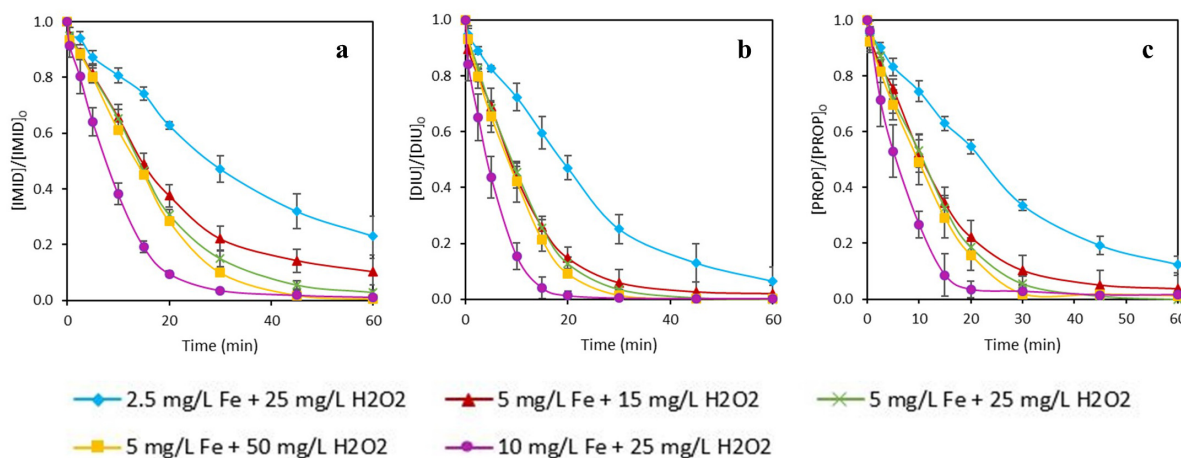 a
b
c
[IMID]/[IMID]0
1.0
0.8
0.6
0.4
0.2
0.0
0
20
40
60
Time (min)
[DIU]/[DIU]0
1.0
0.8
0.6
0.4
0.2
0.0
0
20
40
60
Time (min)
[PROP]/[PROP]0
1.0
0.8
0.6
0.4
0.2
0.0
0
10
20
30
40
50
60
Time (min)
2.5 mg/L Fe + 25 mg/L H2O2
5 mg/L Fe + 15 mg/L H2O2
5 mg/L Fe + 25 mg/L H2O2
5 mg/L Fe + 50 mg/L H2O2
10 mg/L Fe + 25 mg/L H2O2